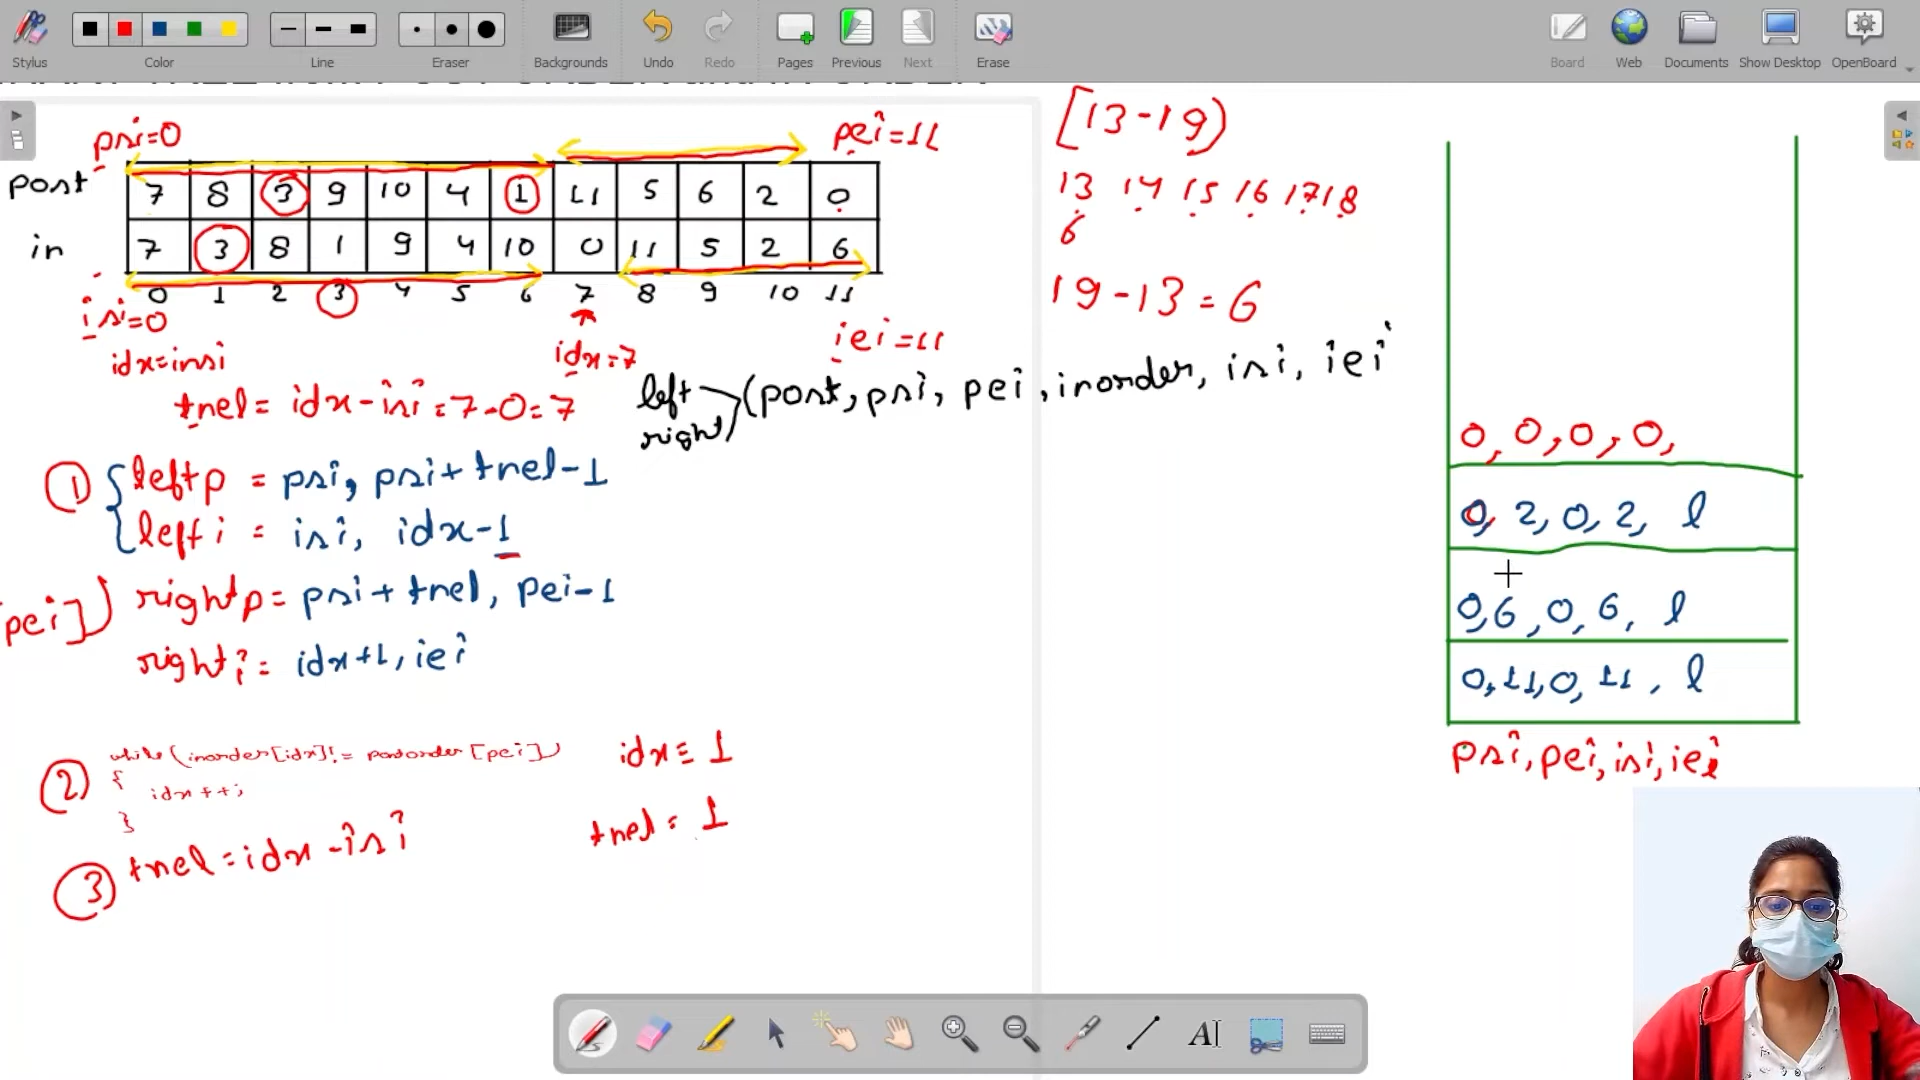 Stylus
Color
Line
Eraser
Backgrounds
Undo
Redo
Pages
Previous
Next
Erase
Board
Web
Documents
Show Desktop
OpenBoard
psi=0
pei=11
post 7 8 3 9 10 4 1 11 5 6 2 0
in 7 3 8 1 9 4 10 0 11 5 2 6
0 1 2 3 4 5 6 7 8 9 10 11
isi=0
idx=insi
idx=7
iei=11
tnel= idx-isi=7-0=7
left
right (post, psi, pei, inorder, isi, iei
① leftp = psi, psi+tnel-1
lefti = isi, idx-1
pei] rightp= psi+tnel, pei-1
righti= idx+1, iei
② while(inorder[idx]!= postorder[pei])
{
idx++;
}
③ tnel=idx-isi
idx=1
tnel=1
[13-19)
13 14 15 16 17 18
6
19-13=6
0, 0, 0, 0,
0, 2, 0, 2, l
0, 6, 0, 6, l
0, 11, 0, 11, l
psi, pei, isi, iei